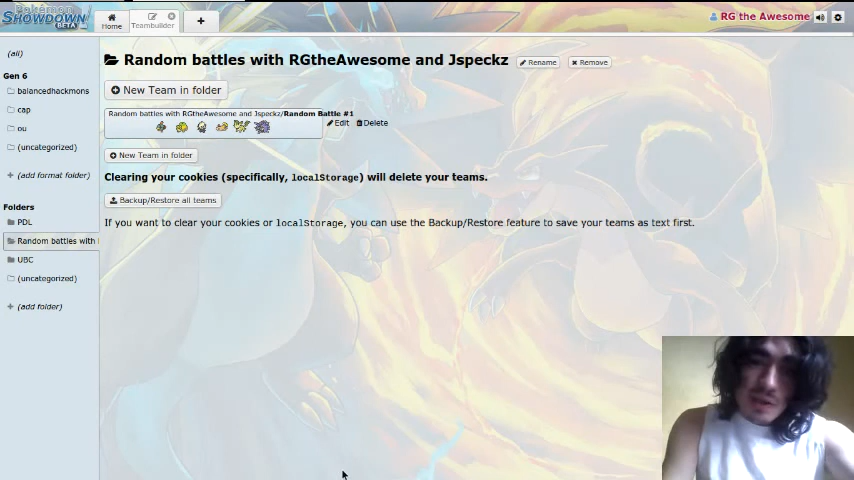 Pokémon
SHOWDOWN
BETA
Home
Teambuilder
RG the Awesome
(all)
Gen 6
balancedhackmons
cap
ou
(uncategorized)
(add format folder)
Folders
PDL
Random battles with
UBC
(uncategorized)
(add folder)
Random battles with RGtheAwesome and Jspeckz
Rename
Remove
New Team in folder
Random battles with RGtheAwesome and Jspeckz/Random Battle #1
Edit
Delete
New Team in folder
Clearing your cookies (specifically, localStorage) will delete your teams.
Backup/Restore all teams
If you want to clear your cookies or localStorage, you can use the Backup/Restore feature to save your teams as text first.